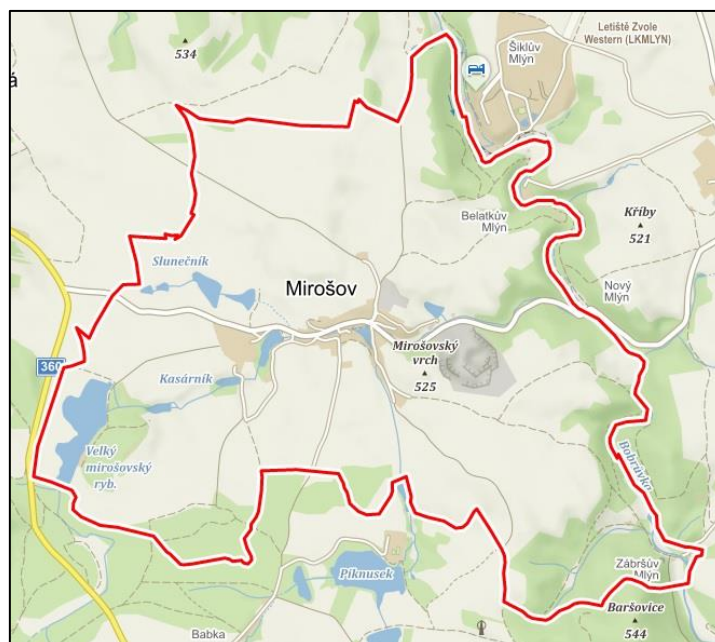 Letiště Zvole
Western (LKMLYN)
534
Šiklův
Mlýn
á
Křiby
521
Belatkův
Mlýn
Slunečník
Nový
Mlýn
Mirošov
Mirošovský
vrch
525
360
Kasárník
Velký
mirošovský
ryb.
Bobrůvka
Zábršův
Mlýn
Piknusek
Baršovice
544
Babka